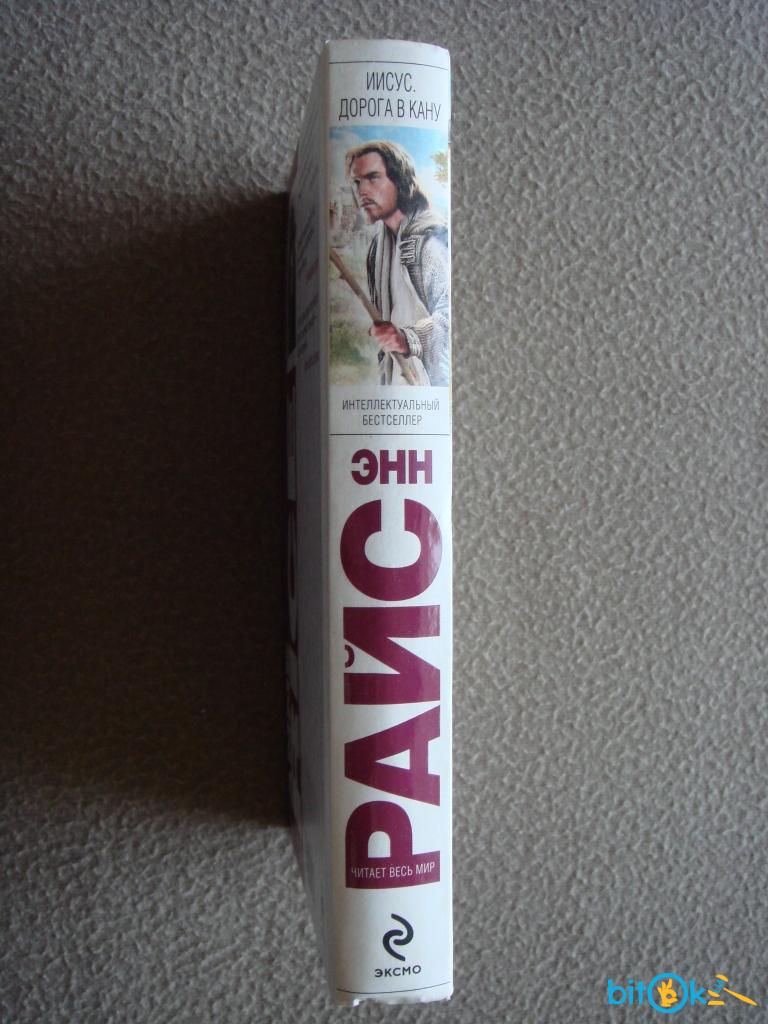 ИИСУС.
ДОРОГА В КАНУ
ИНТЕЛЛЕКТУАЛЬНЫЙ
БЕСТСЕЛЛЕР
ЭНН
РАЙС
ЧИТАЕТ ВЕСЬ МИР
ЭКСМО
bitOk